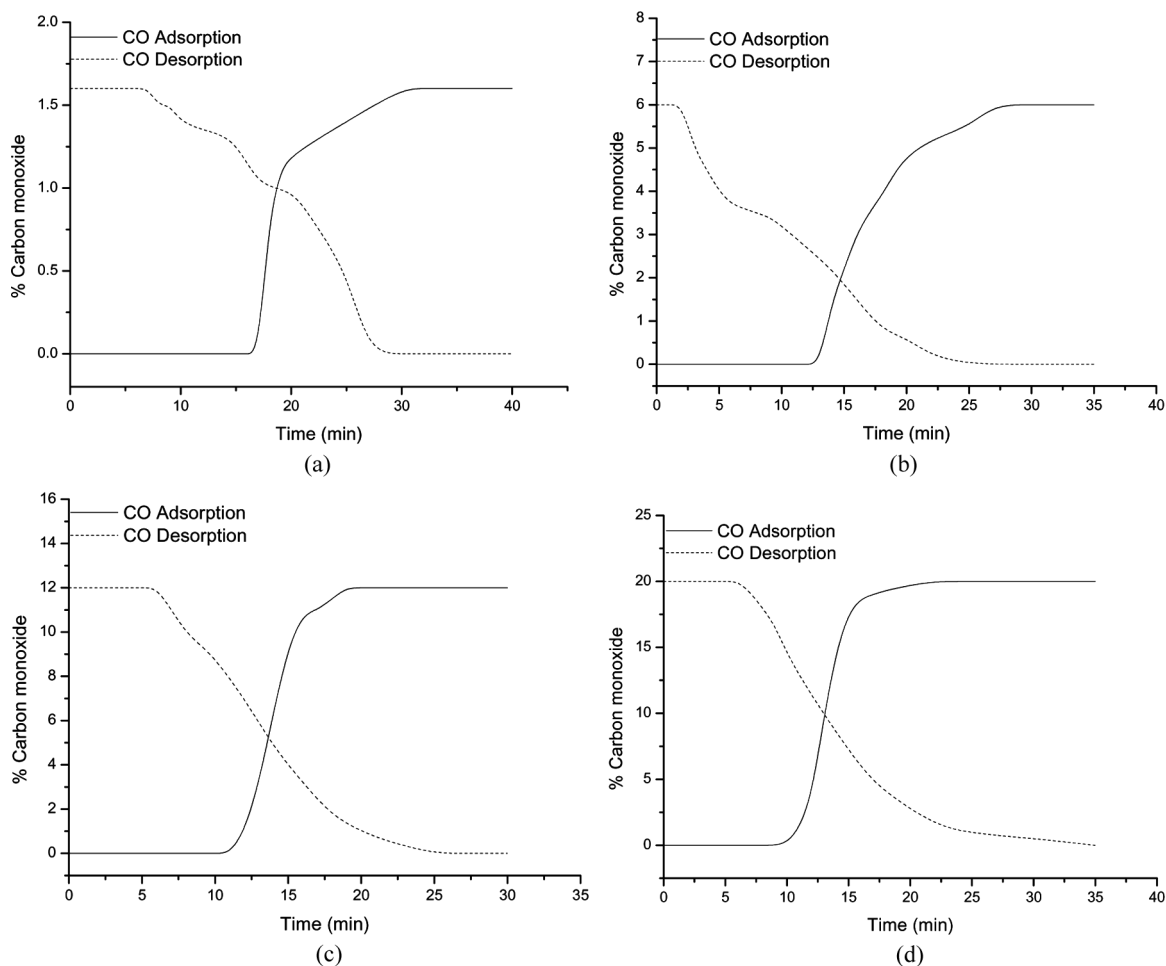 CO Adsorption
CO Desorption
% Carbon monoxide
2.0
1.5
1.0
0.5
0.0
0 10 20 30 40
Time (min)
(a)
CO Adsorption
CO Desorption
% Carbon monoxide
8
7
6
5
4
3
2
1
0
0 5 10 15 20 25 30 35 40
Time (min)
(b)
CO Adsorption
CO Desorption
% Carbon monoxide
16
14
12
10
8
6
4
2
0
0 5 10 15 20 25 30 35
Time (min)
(c)
CO Adsorption
CO Desorption
% Carbon monoxide
25
20
15
10
5
0
0 5 10 15 20 25 30 35 40
Time (min)
(d)